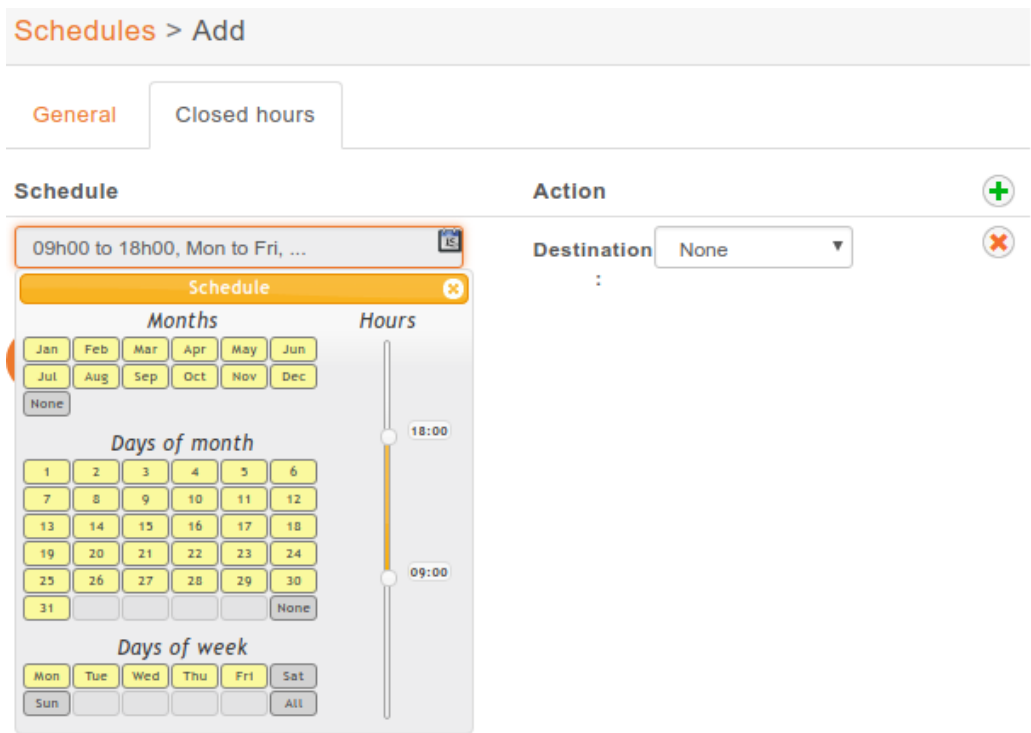 Schedules > Add
General Closed hours
Schedule Action
09h00 to 18h00, Mon to Fri, ... 15 Destination None
:
Schedule
Months Hours
Jan Feb Mar Apr May Jun
Jul Aug Sep Oct Nov Dec
None
18:00
Days of month
1 2 3 4 5 6
7 8 9 10 11 12
13 14 15 16 17 18
19 20 21 22 23 24
09:00
25 26 27 28 29 30
31 None
Days of week
Mon Tue Wed Thu Fri Sat
Sun All